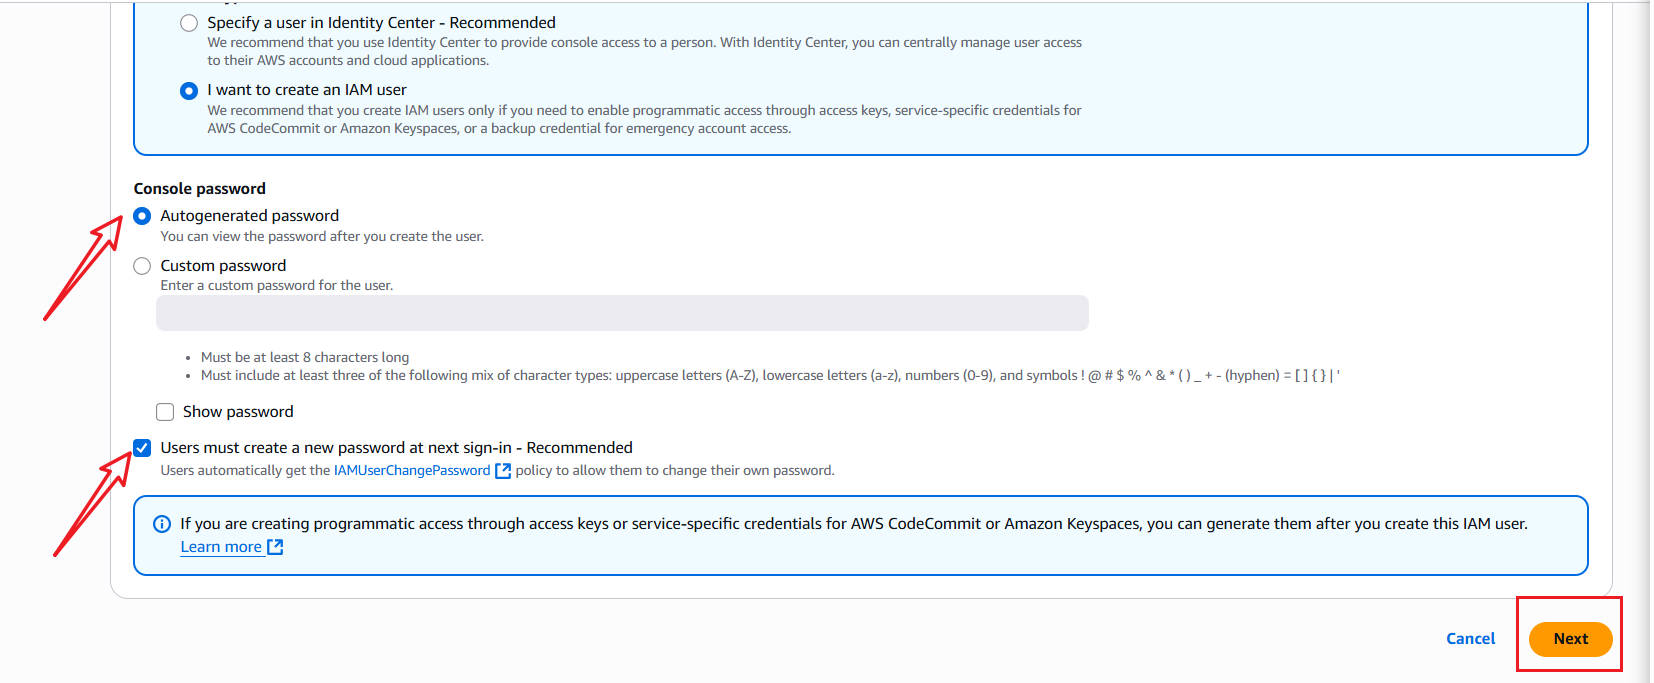 Specify a user in Identity Center - Recommended
We recommend that you use Identity Center to provide console access to a person. With Identity Center, you can centrally manage user access
to their AWS accounts and cloud applications.
I want to create an IAM user
We recommend that you create IAM users only if you need to enable programmatic access through access keys, service-specific credentials for
AWS CodeCommit or Amazon Keyspaces, or a backup credential for emergency account access.
Console password
Autogenerated password
You can view the password after you create the user.
Custom password
Enter a custom password for the user.
• Must be at least 8 characters long
• Must include at least three of the following mix of character types: uppercase letters (A-Z), lowercase letters (a-z), numbers (0-9), and symbols ! @ # $ % ^ & * ( ) _ + - (hyphen) = [ ] { } | '
Show password
Users must create a new password at next sign-in - Recommended
Users automatically get the IAMUserChangePassword policy to allow them to change their own password.
If you are creating programmatic access through access keys or service-specific credentials for AWS CodeCommit or Amazon Keyspaces, you can generate them after you create this IAM user.
Learn more
Cancel
Next